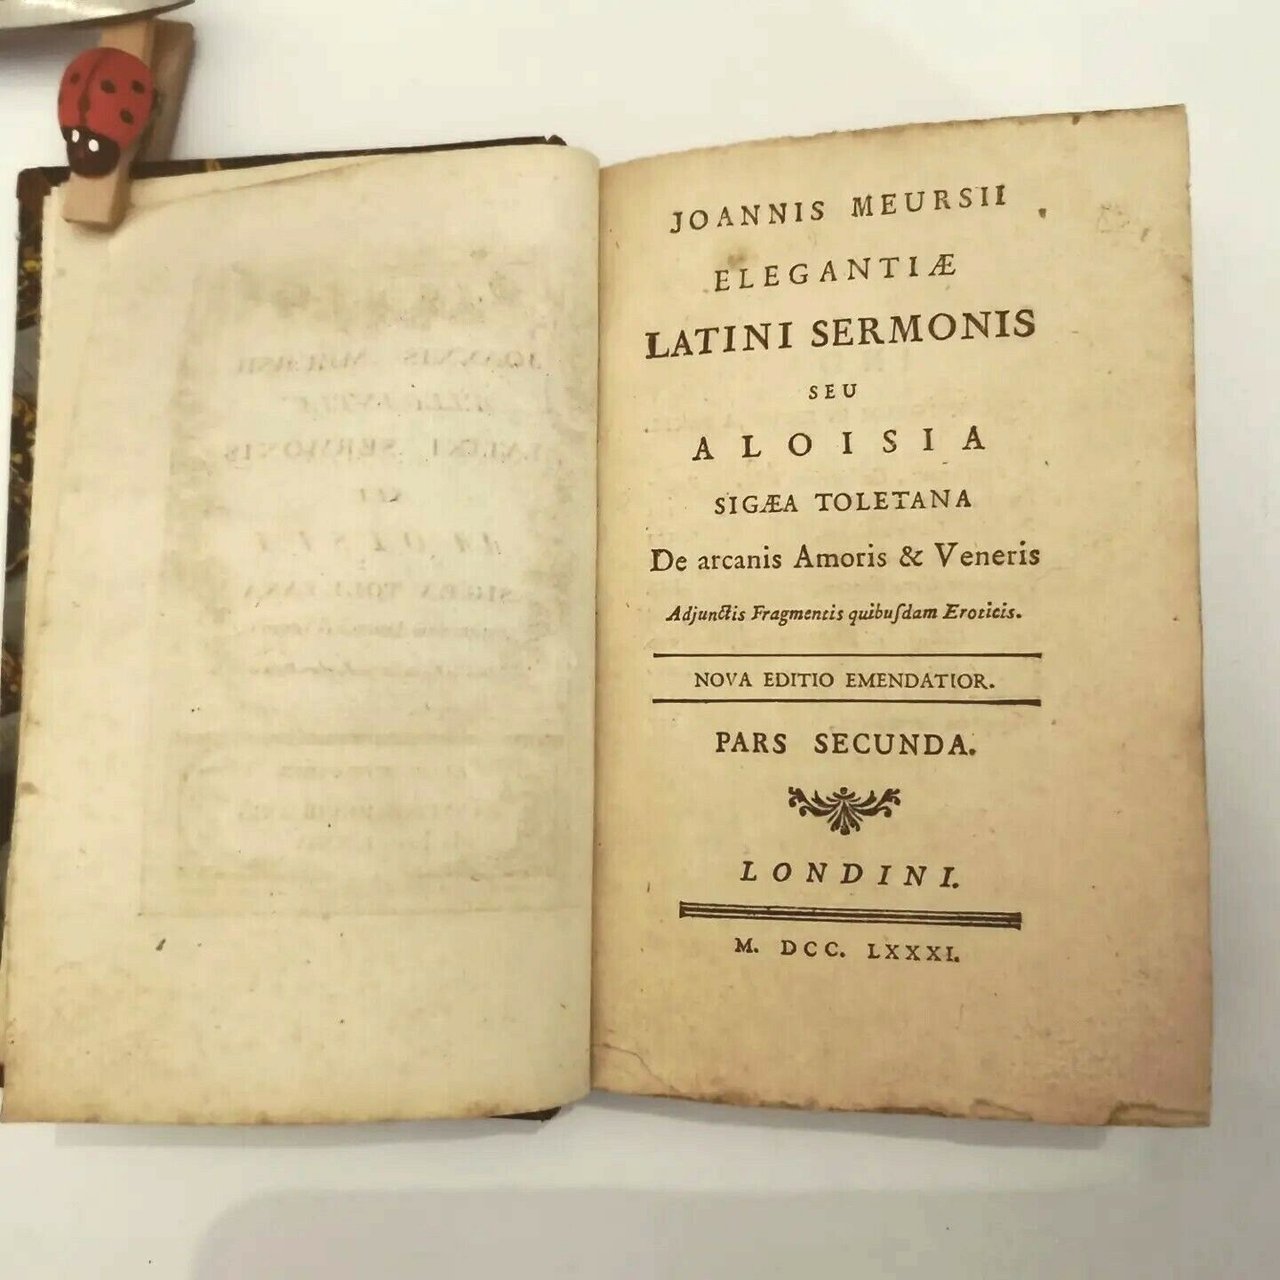 JOANNIS MEURSII
ELEGANTIÆ
LATINI SERMONIS
SEU
ALOISIA
SIGÆA TOLETANA
De arcanis Amoris & Veneris
Adjunctis Fragmentis quibuſdam Eroticis.
NOVA EDITIO EMENDATIOR.
PARS SECUNDA.
LONDINI.
M. DCC. LXXXI.